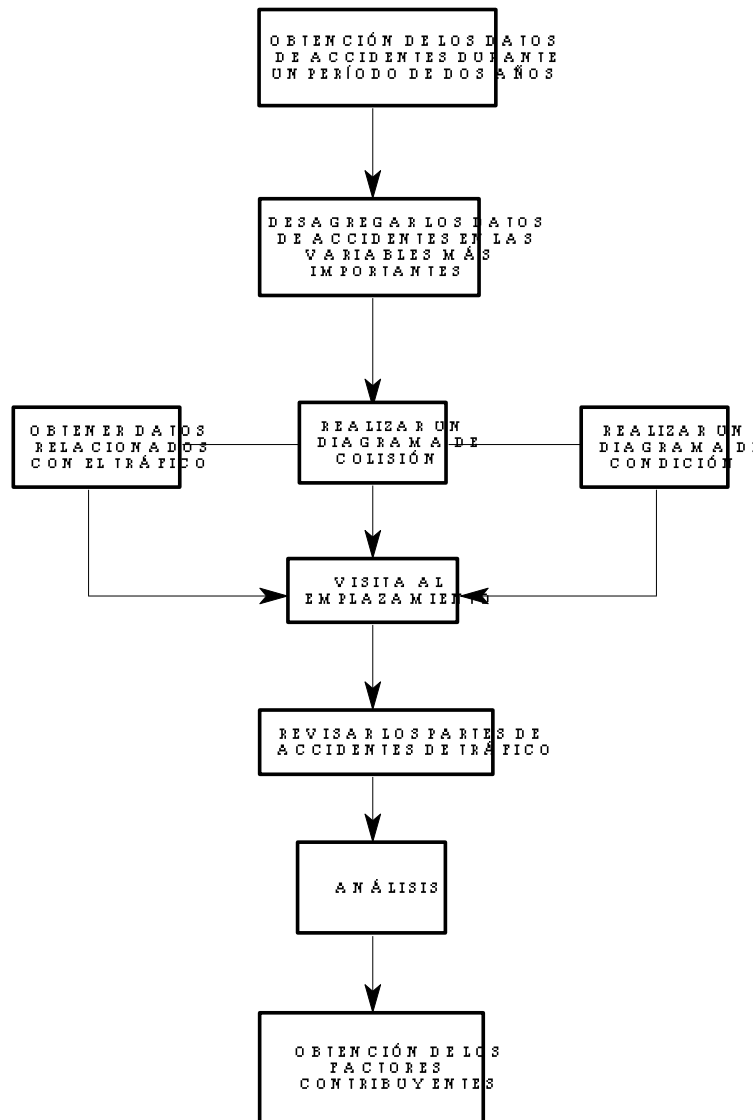 OBTENCIÓN DE LOS DATOS
DE ACCIDENTES DURANTE
UN PERÍODO DE DOS AÑOS
DESAGREGAR LOS DATOS
DE ACCIDENTES EN LAS
VARIABLES MÁS
IMPORTANTES
OBTENER DATOS
RELACIONADOS
CON EL TRÁFICO
REALIZAR UN
DIAGRAMA DE
COLISIÓN
REALIZAR UN
DIAGRAMA DE
CONDICIÓN
VISITA AL
EMPLAZAMIENTO
REVISAR LOS PARTES DE
ACCIDENTES DE TRÁFICO
ANÁLISIS
OBTENCIÓN DE LOS
FACTORES
CONTRIBUYENTES